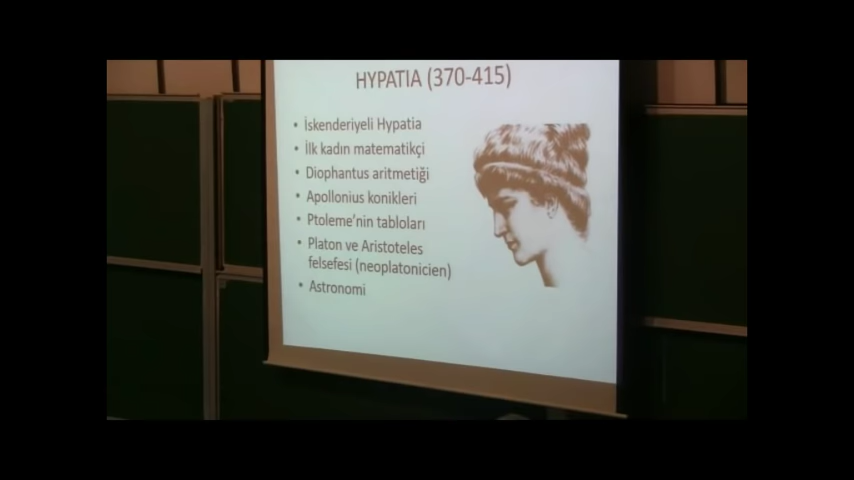 HYPATIA (370-415)
• İskenderiyeli Hypatia
• İlk kadın matematikçi
• Diophantus aritmetiği
• Apollonius konikleri
• Ptoleme'nin tabloları
• Platon ve Aristoteles
felsefesi (neoplatonicien)
• Astronomi